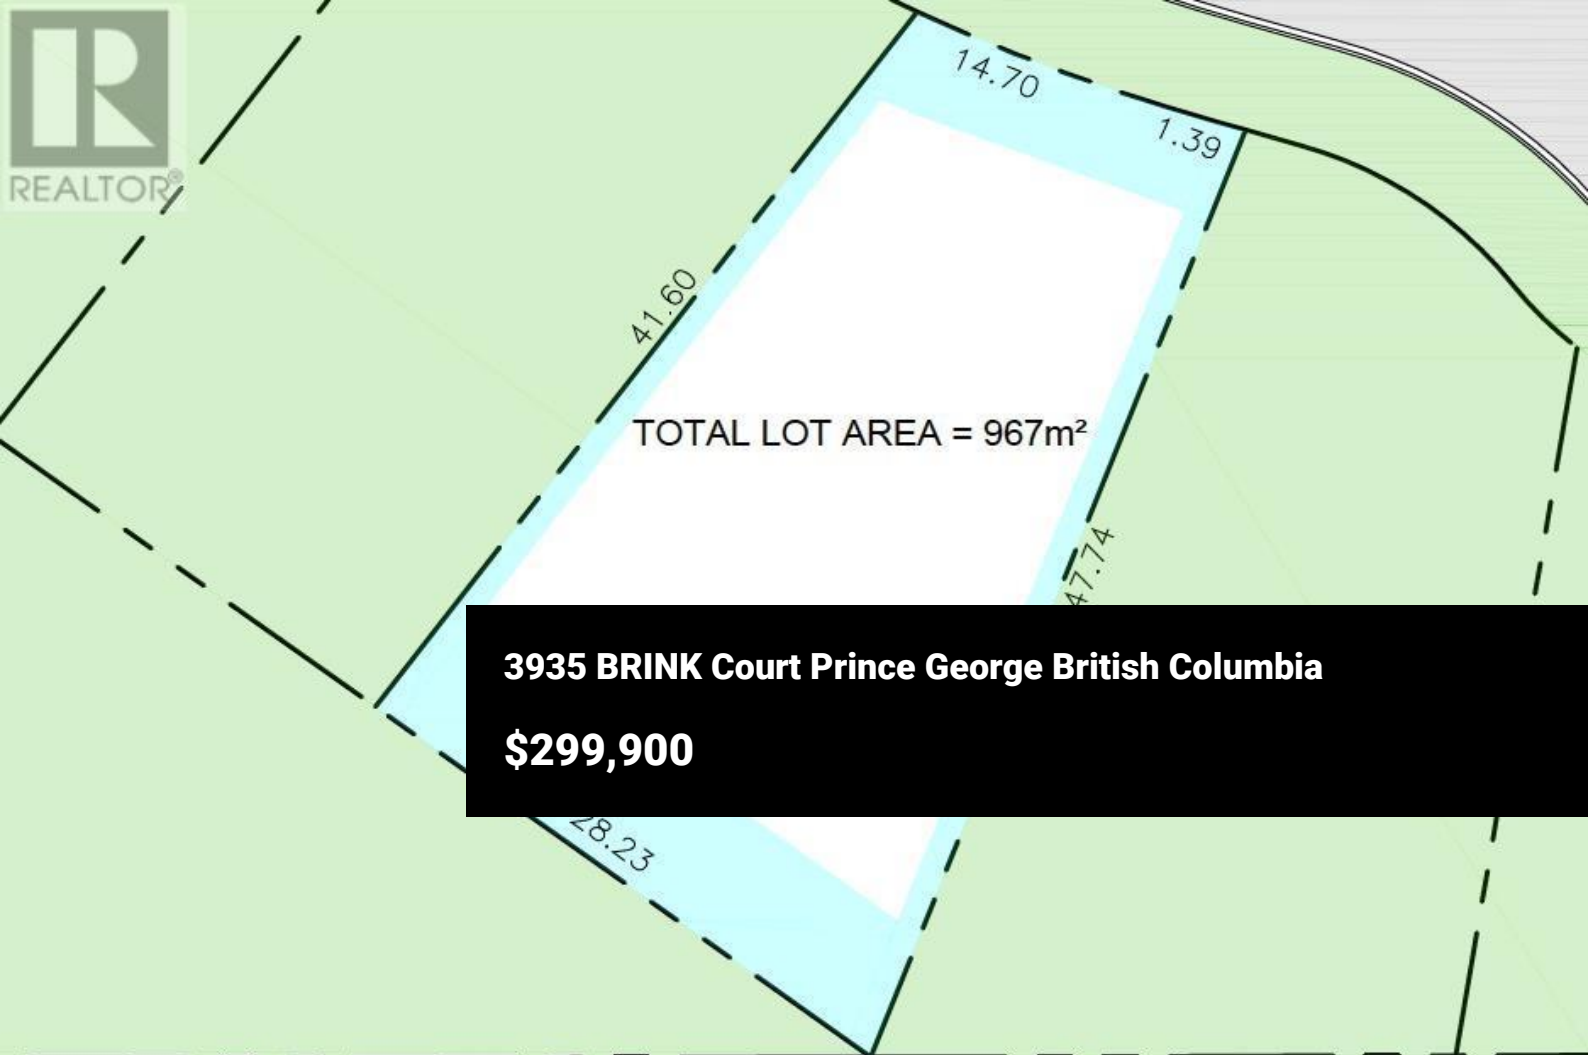 REALTOR®
14.70
1.39
41.60
TOTAL LOT AREA = 967m²
47.74
3935 BRINK Court Prince George British Columbia
$299,900
28.23